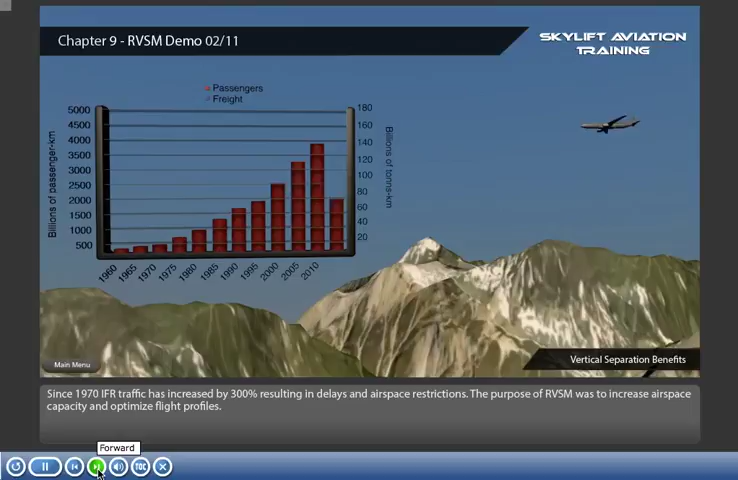 Chapter 9 - RVSM Demo 02/11
SKYLIFT AVIATION
TRAINING
Passengers
Freight
5000
4500
4000
3500
3000
2500
2000
1500
1000
500
Billions of passenger-km
180
160
140
120
100
80
60
40
20
Billions of tonns-km
1960
1965
1970
1975
1980
1985
1990
1995
2000
2005
2010
Main Menu
Vertical Separation Benefits
Since 1970 IFR traffic has increased by 300% resulting in delays and airspace restrictions. The purpose of RVSM was to increase airspace
capacity and optimize flight profiles.
Forward
TOC